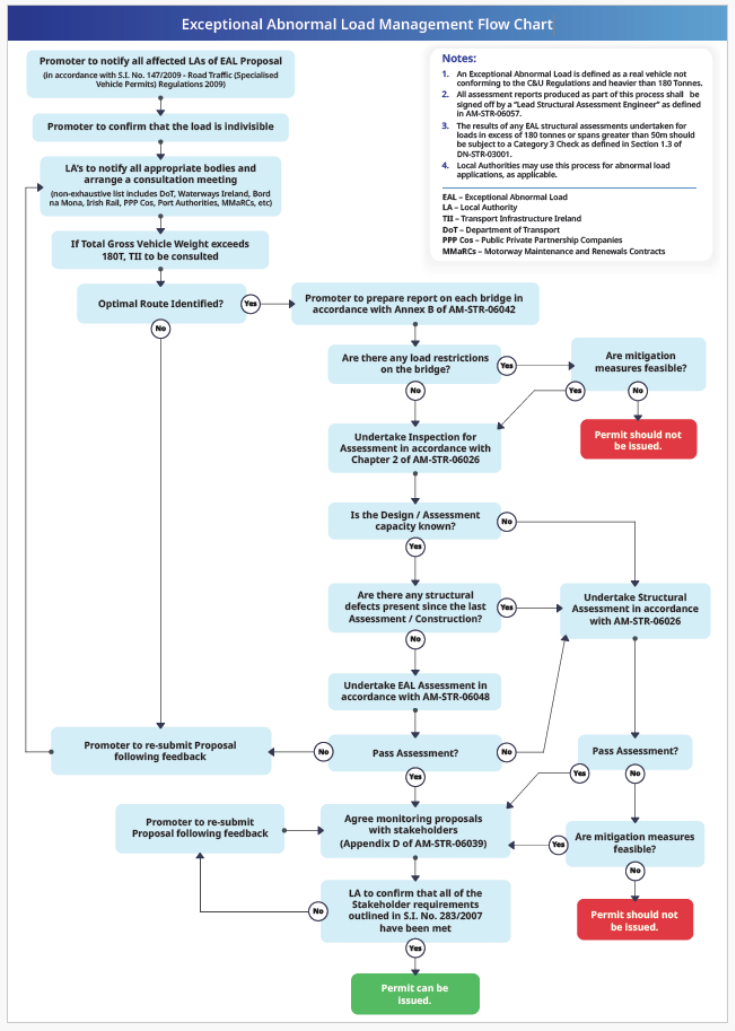 Exceptional Abnormal Load Management Flow Chart
Promoter to notify all affected LAs of EAL Proposal
(in accordance with S.I. No. 147/2009 - Road Traffic (Specialised
Vehicle Permits) Regulations 2009)
Promoter to confirm that the load is indivisible
LA's to notify all appropriate bodies and
arrange a consultation meeting
(non-exhaustive list includes DoT, Waterways Ireland, Bord
na Mona, Irish Rail, PPP Cos, Port Authorities, MMaRCs, etc)
If Total Gross Vehicle Weight exceeds
180T, TII to be consulted
Notes:
1. An Exceptional Abnormal Load is defined as a real vehicle not
conforming to the C&U Regulations and heavier than 180 Tonnes.
2. All assessment reports produced as part of this process shall be
signed off by a "Lead Structural Assessment Engineer" as defined
in AM-STR-06057.
3. The results of any EAL structural assessments undertaken for
loads in excess of 180 tonnes or spans greater than 50m should
be subject to a Category 3 Check as defined in Section 1.3 of
DN-STR-03001.
4. Local Authorities may use this process for abnormal load
applications, as applicable.
EAL – Exceptional Abnormal Load
LA – Local Authority
TII – Transport Infrastructure Ireland
DoT – Department of Transport
PPP Cos – Public Private Partnership Companies
MMaRCs – Motorway Maintenance and Renewals Contracts
Optimal Route Identified?
Yes
No
Promoter to prepare report on each bridge in
accordance with Annex B of AM-STR-06042
Are there any load restrictions
on the bridge?
Yes
No
Are mitigation
measures feasible?
Yes
No
Permit should not
be issued.
Undertake Inspection for
Assessment in accordance with
Chapter 2 of AM-STR-06026
Is the Design / Assessment
capacity known?
No
Yes
Are there any structural
defects present since the last
Assessment / Construction?
Yes
No
Undertake Structural
Assessment in accordance
with AM-STR-06026
Undertake EAL Assessment in
accordance with AM-STR-06048
Promoter to re-submit Proposal
following feedback
No
Pass Assessment?
No
Yes
Pass Assessment?
Yes
No
Promoter to re-submit
Proposal following feedback
Agree monitoring proposals
with stakeholders
(Appendix D of AM-STR-06039)
Yes
Are mitigation measures
feasible?
No
Permit should not
be issued.
LA to confirm that all of the
Stakeholder requirements
outlined in S.I. No. 283/2007
have been met
No
Yes
Permit can be
issued.